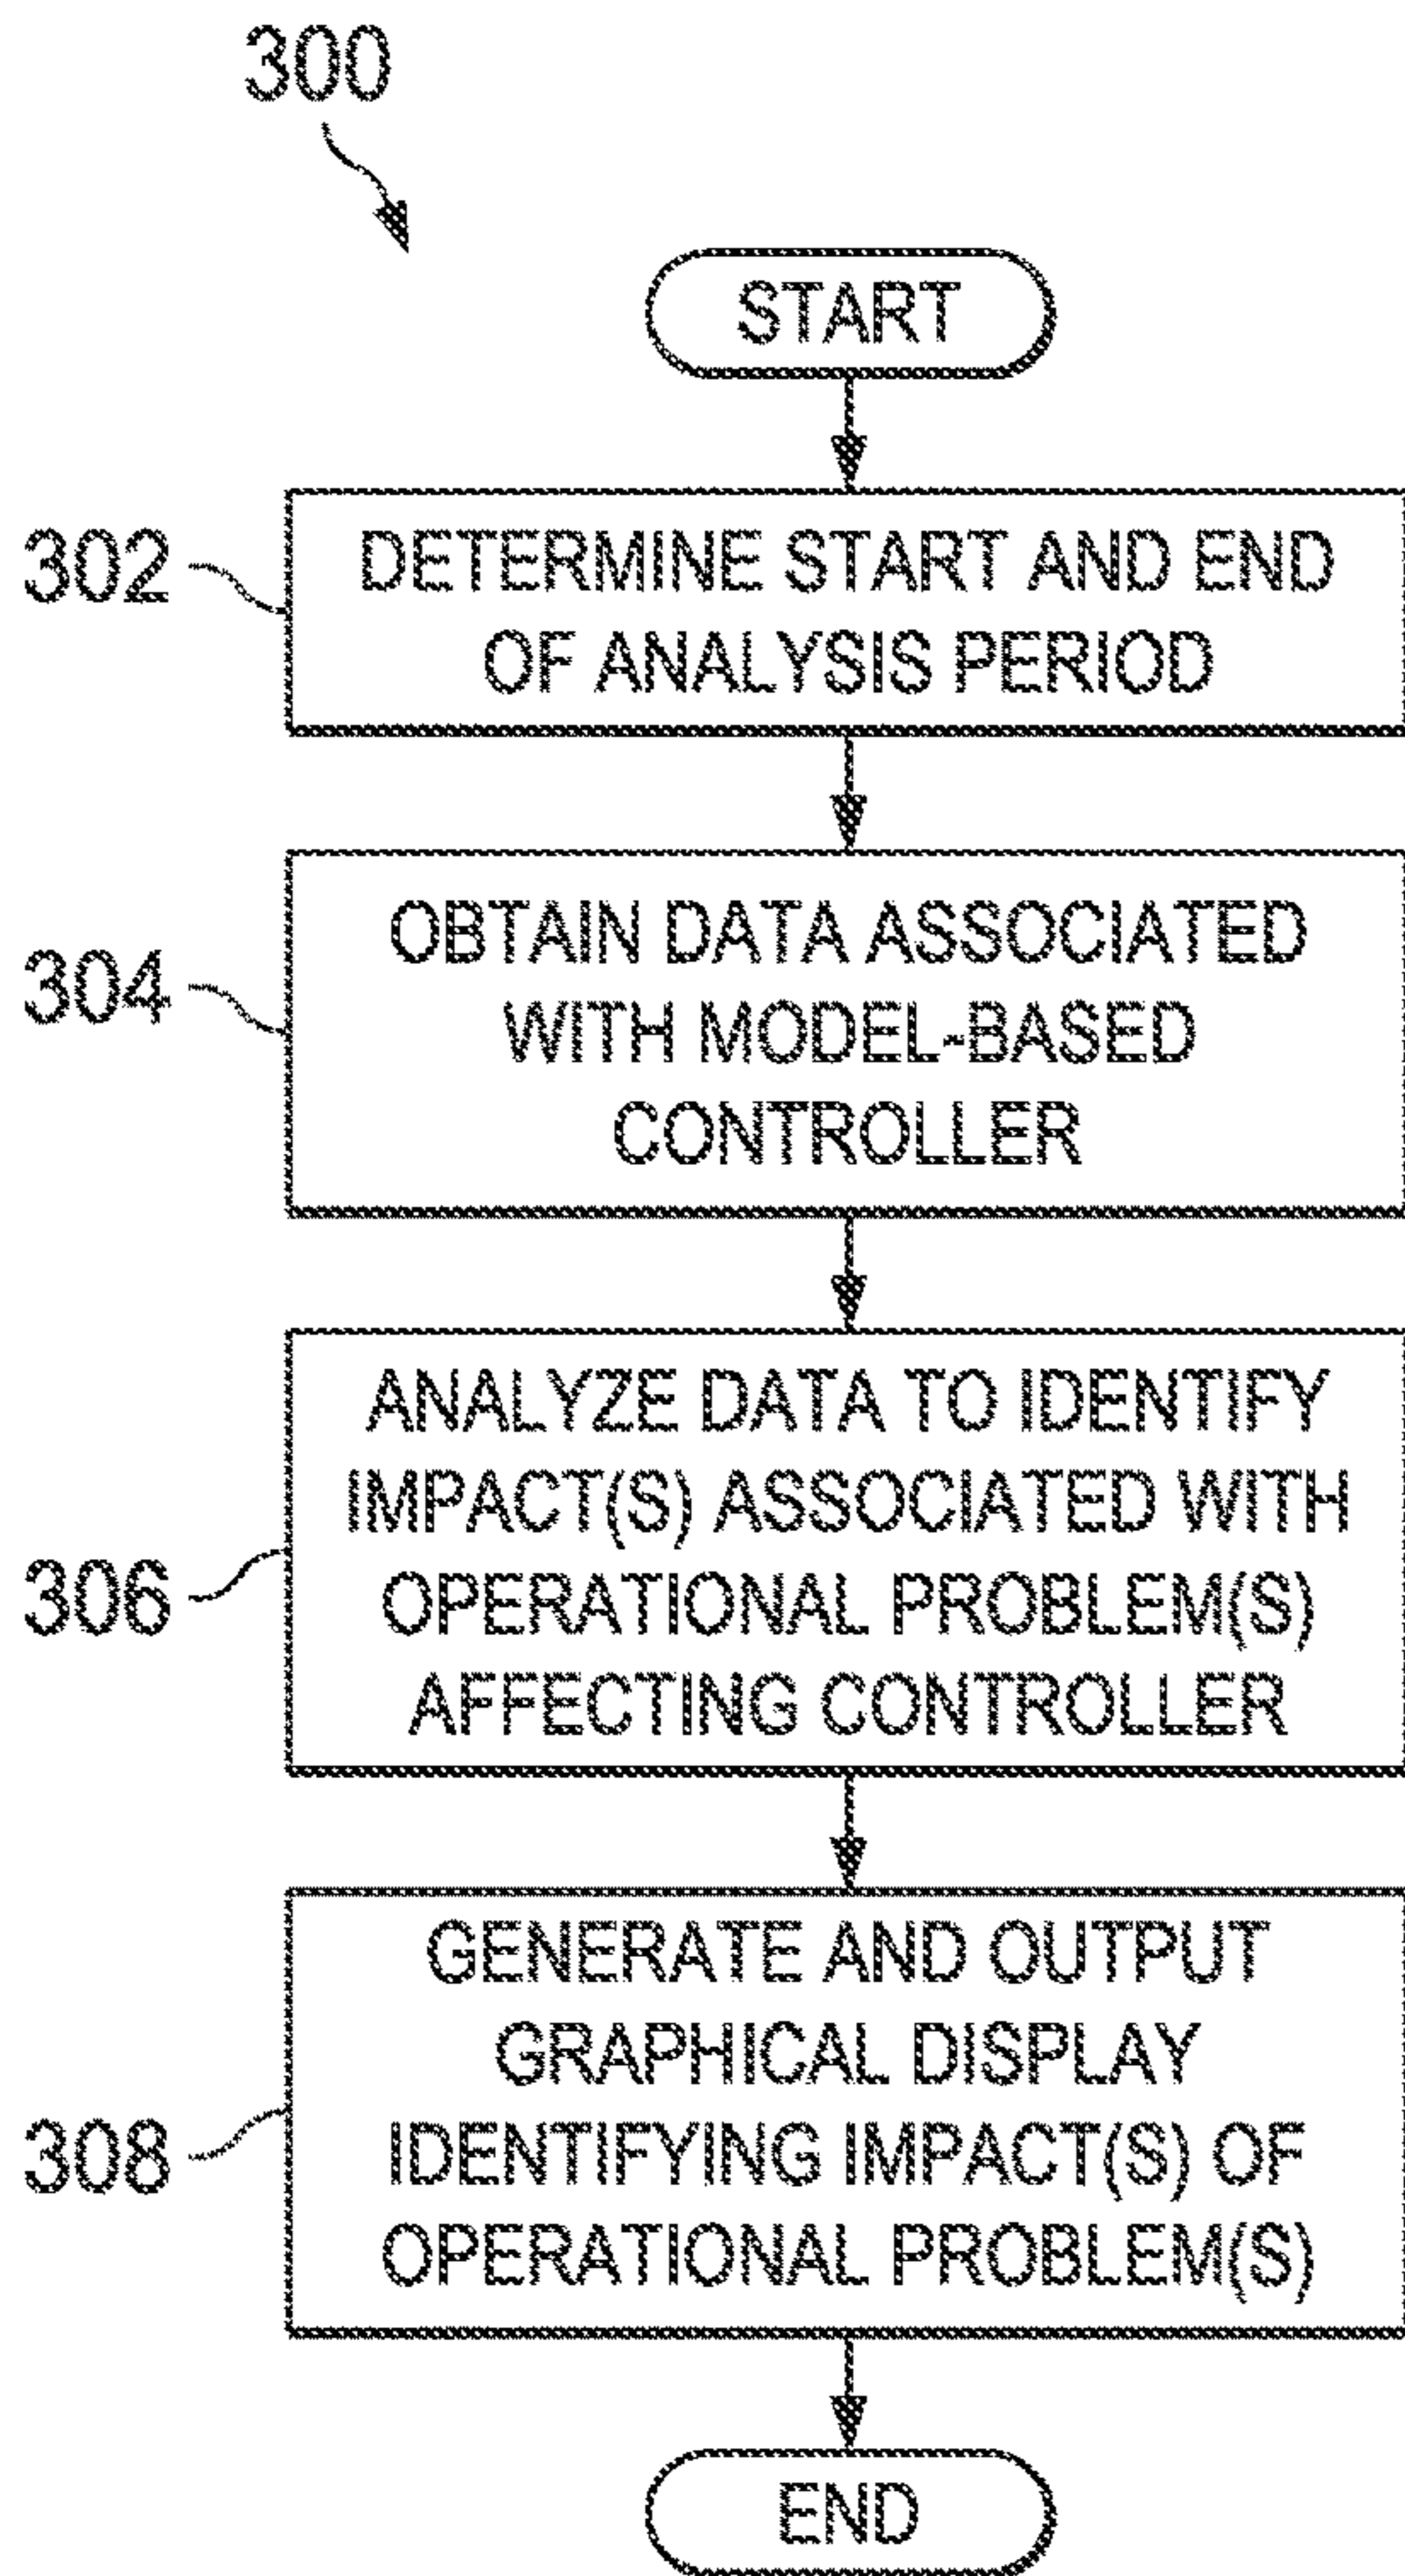 300
START
302
DETERMINE START AND END
OF ANALYSIS PERIOD
304
OBTAIN DATA ASSOCIATED
WITH MODEL-BASED
CONTROLLER
306
ANALYZE DATA TO IDENTIFY
IMPACT(S) ASSOCIATED WITH
OPERATIONAL PROBLEM(S)
AFFECTING CONTROLLER
308
GENERATE AND OUTPUT
GRAPHICAL DISPLAY
IDENTIFYING IMPACT(S) OF
OPERATIONAL PROBLEM(S)
END